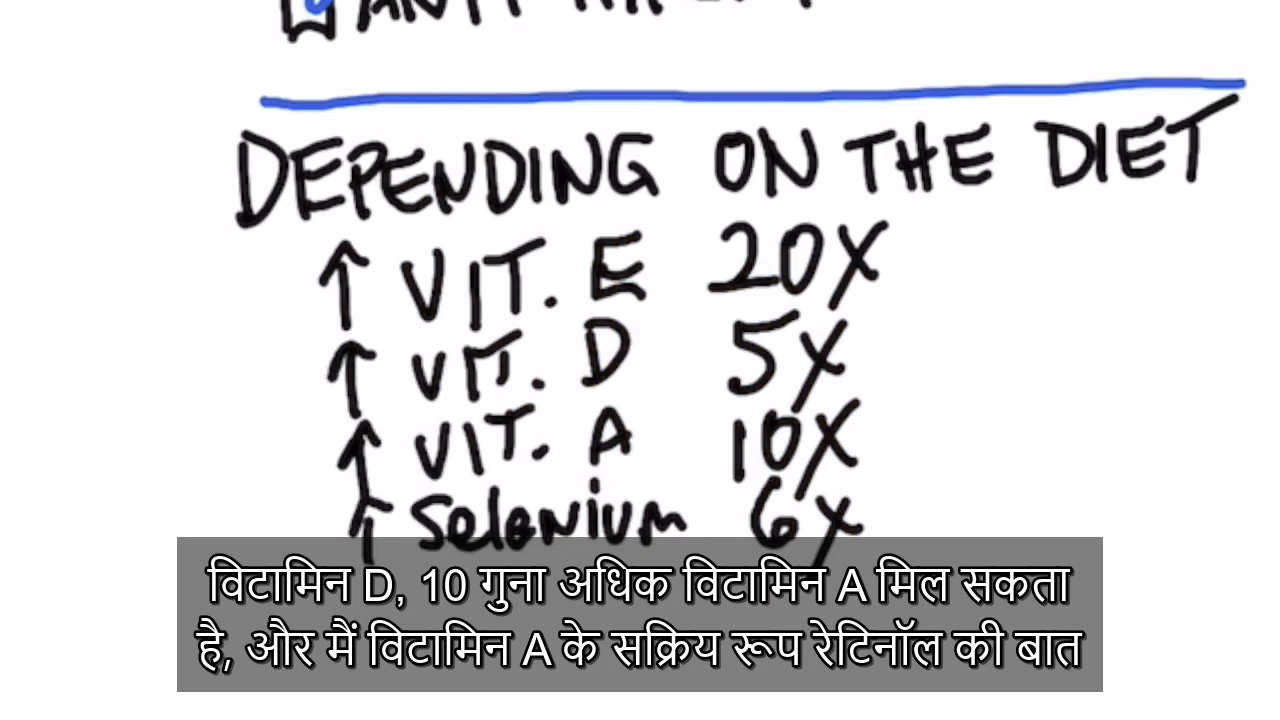 DEPENDING ON THE DIET
↑ VIT. E 20X
↑ VIT. D 5X
↑ VIT. A 10X
↑ Selenium 6X
विटामिन D, 10 गुना अधिक विटामिन A मिल सकता
है, और मैं विटामिन A के सक्रिय रूप रेटिनॉल की बात